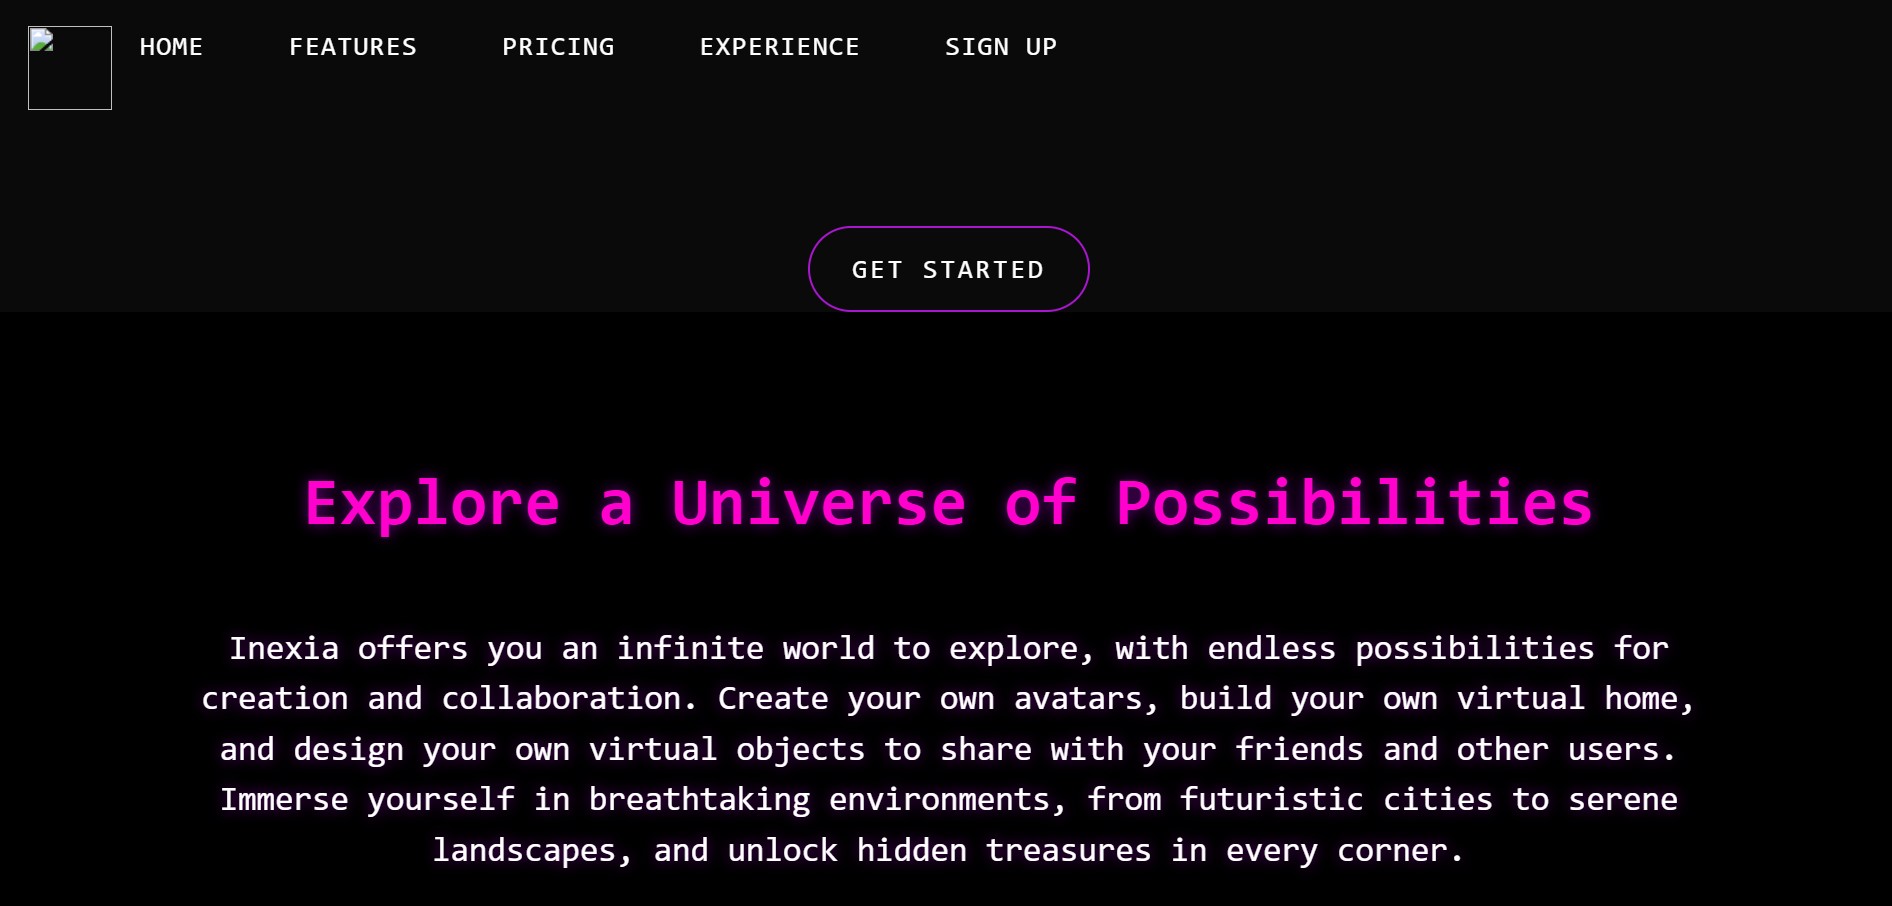 HOME FEATURES PRICING EXPERIENCE SIGN UP
GET STARTED
Explore a Universe of Possibilities
Inexia offers you an infinite world to explore, with endless possibilities for
creation and collaboration. Create your own avatars, build your own virtual home,
and design your own virtual objects to share with your friends and other users.
Immerse yourself in breathtaking environments, from futuristic cities to serene
landscapes, and unlock hidden treasures in every corner.